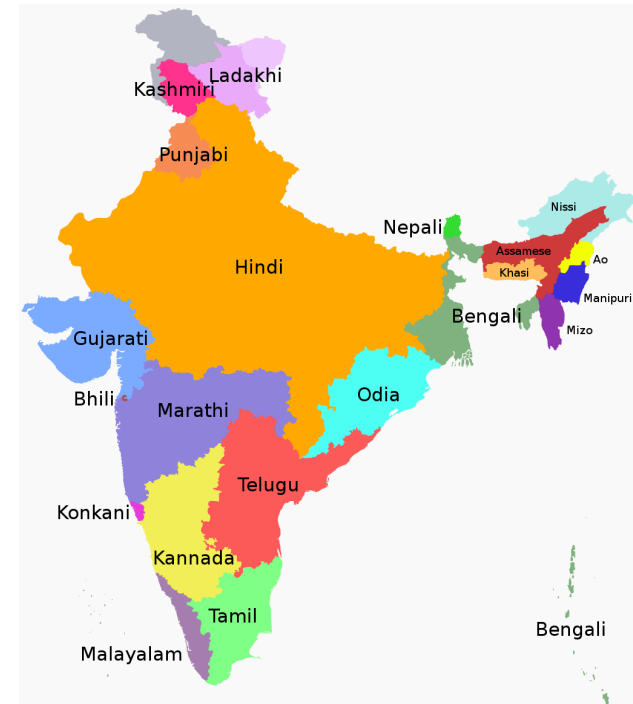 Ladakhi
Kashmiri
Punjabi
Nissi
Nepali
Assamese
Ao
Hindi
Khasi
Manipuri
Bengali
Mizo
Gujarati
Odia
Bhili
Marathi
Telugu
Konkani
Kannada
Tamil
Bengali
Malayalam